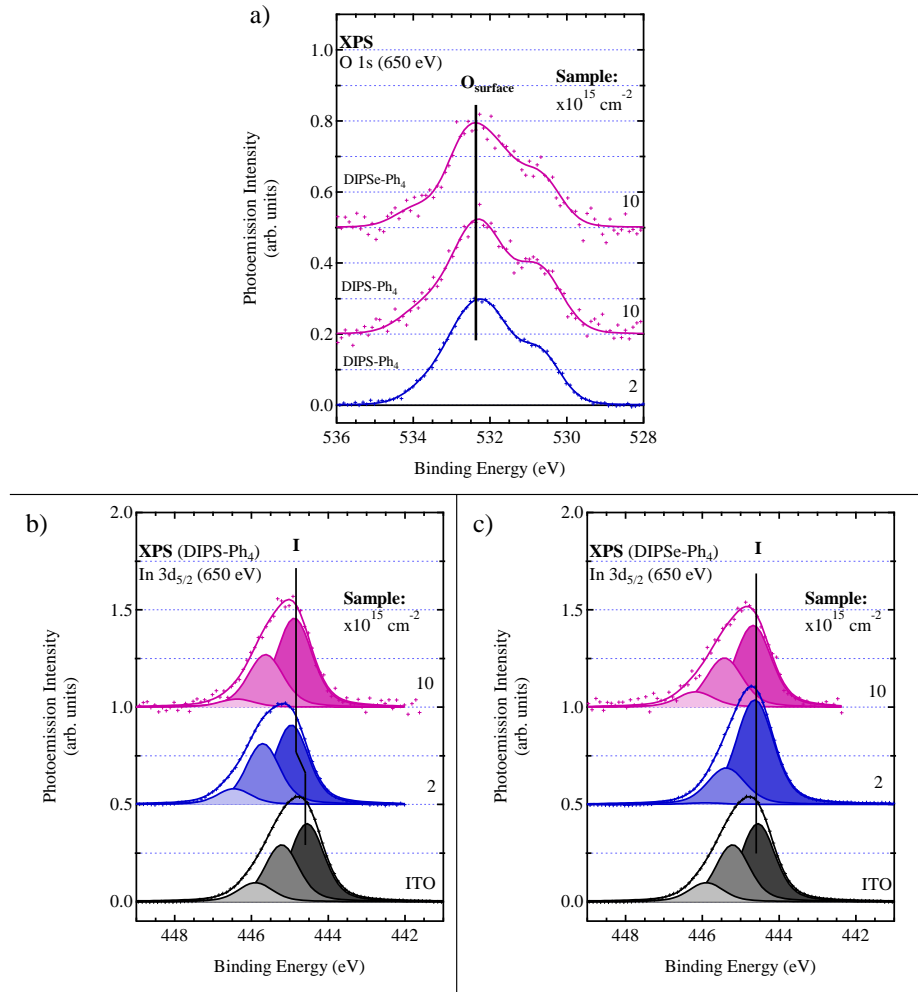 a)
XPS
O 1s (650 eV)
O_surface
Sample:
x10^15 cm^-2
1.0
0.8
0.6
0.4
0.2
0.0
DIPSe-Ph_4
10
DIPS-Ph_4
10
DIPS-Ph_4
2
Photoemission Intensity
(arb. units)
536 534 532 530 528
Binding Energy (eV)
b)
XPS (DIPS-Ph_4)
In 3d_5/2 (650 eV)
I
Sample:
x10^15 cm^-2
2.0
1.5
1.0
0.5
0.0
10
2
ITO
Photoemission Intensity
(arb. units)
448 446 444 442
Binding Energy (eV)
c)
XPS (DIPSe-Ph_4)
In 3d_5/2 (650 eV)
I
Sample:
x10^15 cm^-2
2.0
1.5
1.0
0.5
0.0
10
2
ITO
Photoemission Intensity
(arb. units)
448 446 444 442
Binding Energy (eV)